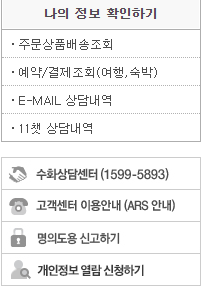 나의 정보 확인하기
· 주문상품배송조회
· 예약/결제조회(여행,숙박)
· E-MAIL 상담내역
· 11챗 상담내역
수화상담센터 (1599-5893)
고객센터 이용안내 (ARS 안내)
명의도용 신고하기
개인정보 열람 신청하기